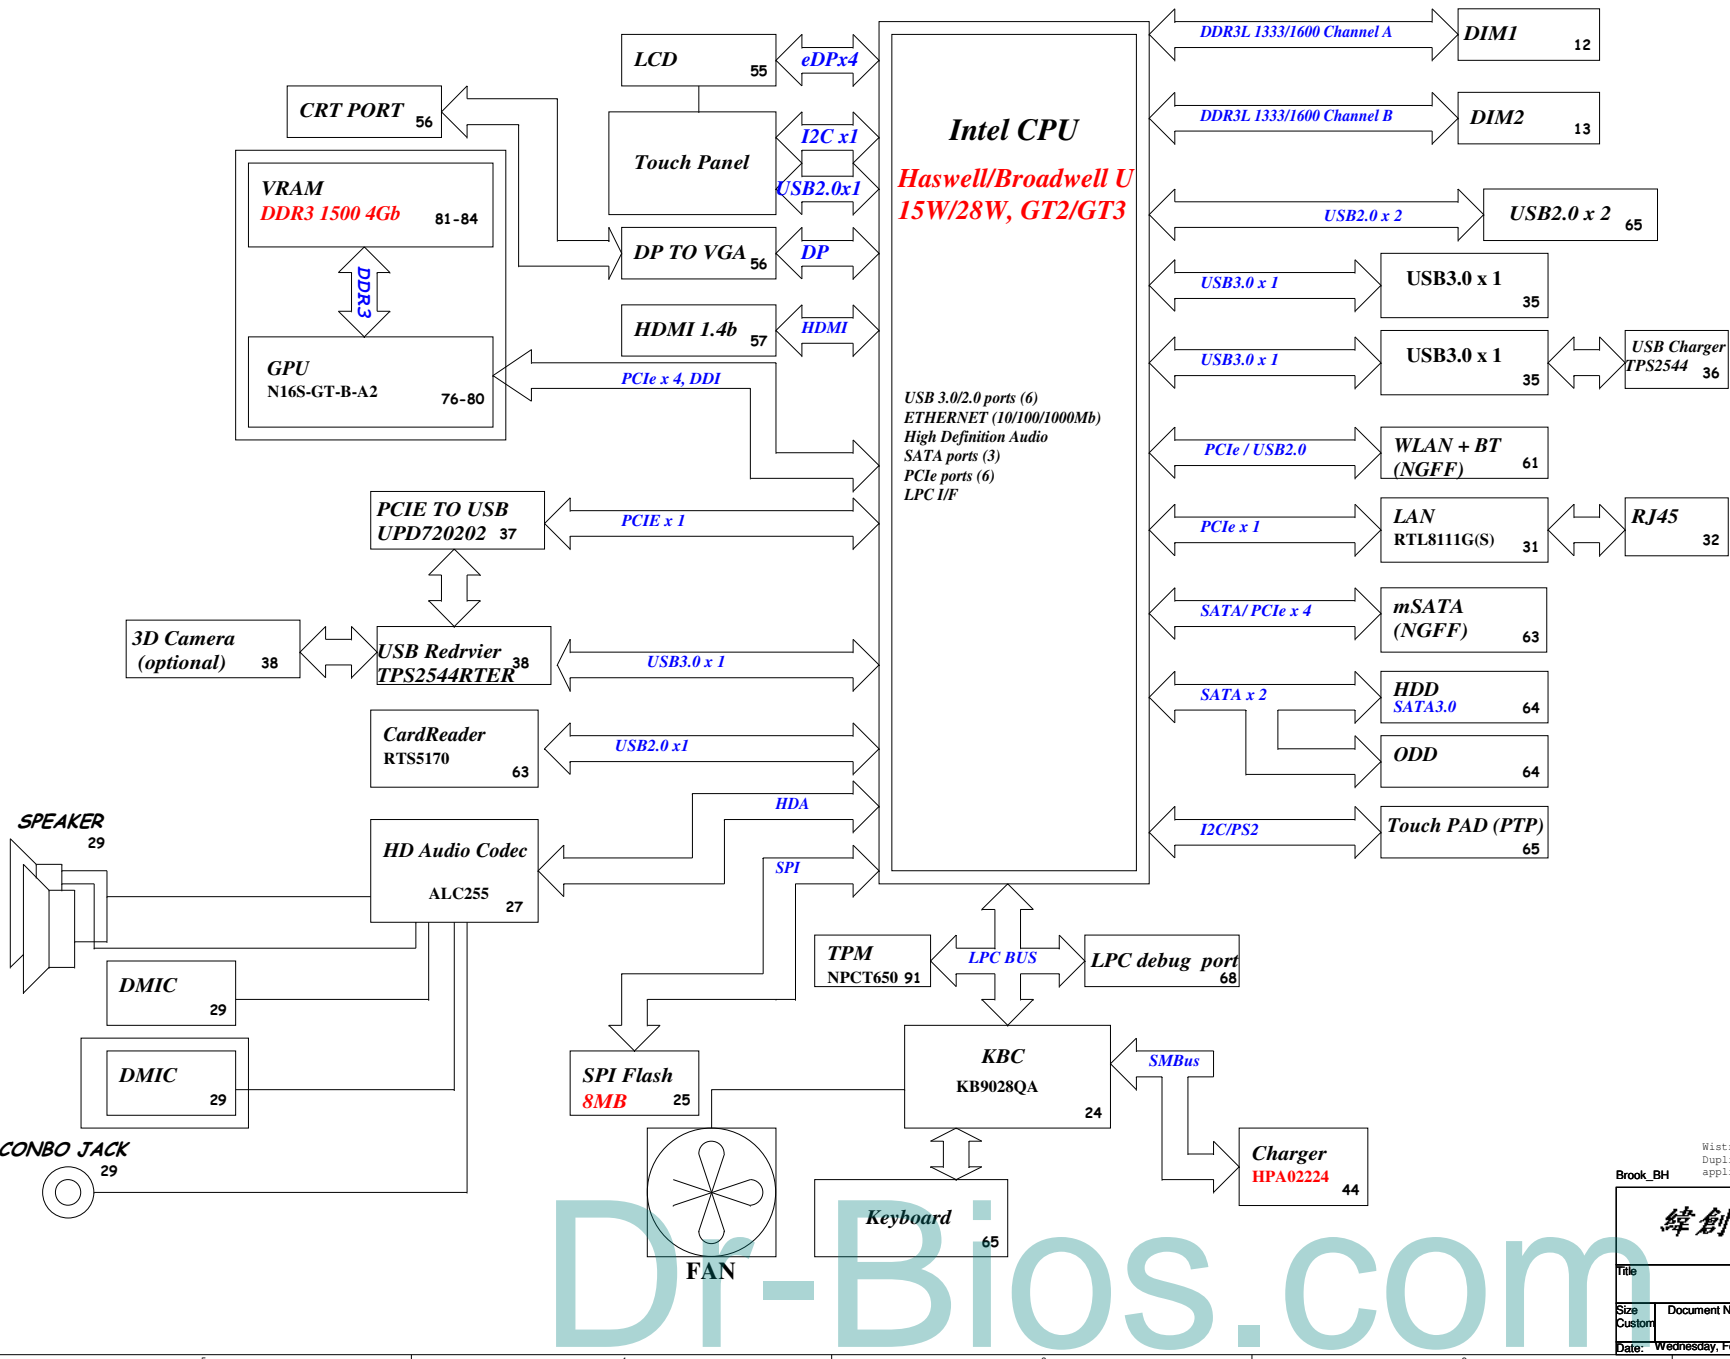 LCD
55
eDPx4
CRT PORT
56
Touch Panel
I2C x1
USB2.0x1
VRAM
DDR3 1500 4Gb
81-84
DDR3
DP TO VGA
56
DP
HDMI 1.4b
57
HDMI
GPU
N16S-GT-B-A2
76-80
PCIe x 4, DDI
PCIE TO USB
UPD720202 37
PCIE x 1
3D Camera
(optional) 38
USB Redrvier
38
TPS2544RTER
USB3.0 x 1
CardReader
RTS5170
63
USB2.0 x1
SPEAKER
29
HD Audio Codec
ALC255
27
HDA
SPI
DMIC
29
DMIC
29
CONBO JACK
29
SPI Flash
8MB 25
FAN
Intel CPU
Haswell/Broadwell U
15W/28W, GT2/GT3
USB 3.0/2.0 ports (6)
ETHERNET (10/100/1000Mb)
High Definition Audio
SATA ports (3)
PCIe ports (6)
LPC I/F
TPM
NPCT650 91
LPC BUS
LPC debug port
68
KBC
KB9028QA
24
SMBus
Keyboard
65
Charger
HPA02224
44
DDR3L 1333/1600 Channel A
DIM1
12
DDR3L 1333/1600 Channel B
DIM2
13
USB2.0 x 2
USB2.0 x 2
65
USB3.0 x 1
USB3.0 x 1
35
USB3.0 x 1
USB3.0 x 1
35
USB Charger
TPS2544 36
PCIe / USB2.0
WLAN + BT
(NGFF) 61
PCIe x 1
LAN
RTL8111G(S)
31
RJ45
32
SATA/ PCIe x 4
mSATA
(NGFF)
63
SATA x 2
HDD
SATA3.0
64
ODD
64
I2C/PS2
Touch PAD (PTP)
65
Brook_BH
緯創
Title
Size
Custom
Document N
Date: Wednesday, F
Dr-Bios.com